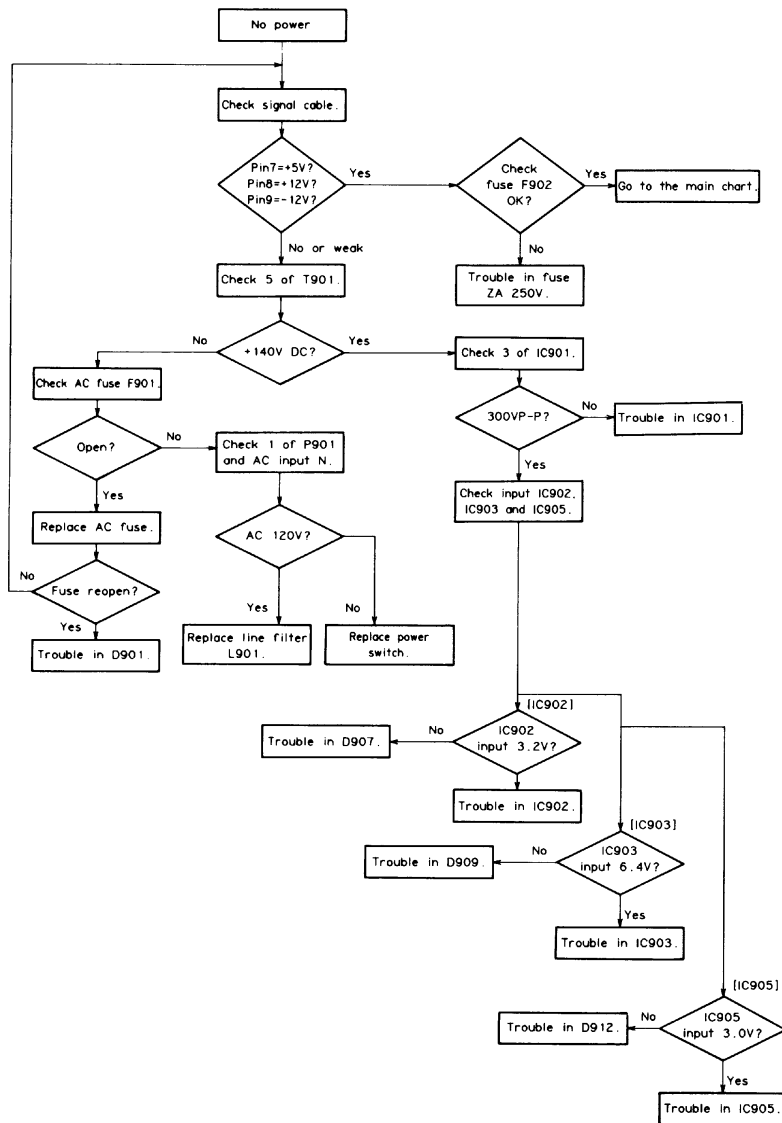 No power
Check signal cable.
Pin7=+5V?
Pin8=+12V?
Pin9=-12V?
Yes
Check
fuse F902
OK?
Yes
Go to the main chart.
No or weak
No
Check 5 of T901.
Trouble in fuse
ZA 250V.
No
+140V DC?
Yes
Check 3 of IC901.
Check AC fuse F901.
300VP-P?
No
Trouble in IC901.
Open?
No
Check 1 of P901
and AC input N.
Yes
Yes
Check input IC902.
IC903 and IC905.
Replace AC fuse.
AC 120V?
No
Fuse reopen?
Yes
No
Yes
Trouble in D901.
Replace line filter
L901.
Replace power
switch.
[IC902]
Trouble in D907.
No
IC902
input 3.2V?
Trouble in IC902.
[IC903]
Trouble in D909.
No
IC903
input 6.4V?
Yes
Trouble in IC903.
[IC905]
Trouble in D912.
No
IC905
input 3.0V?
Yes
Trouble in IC905.